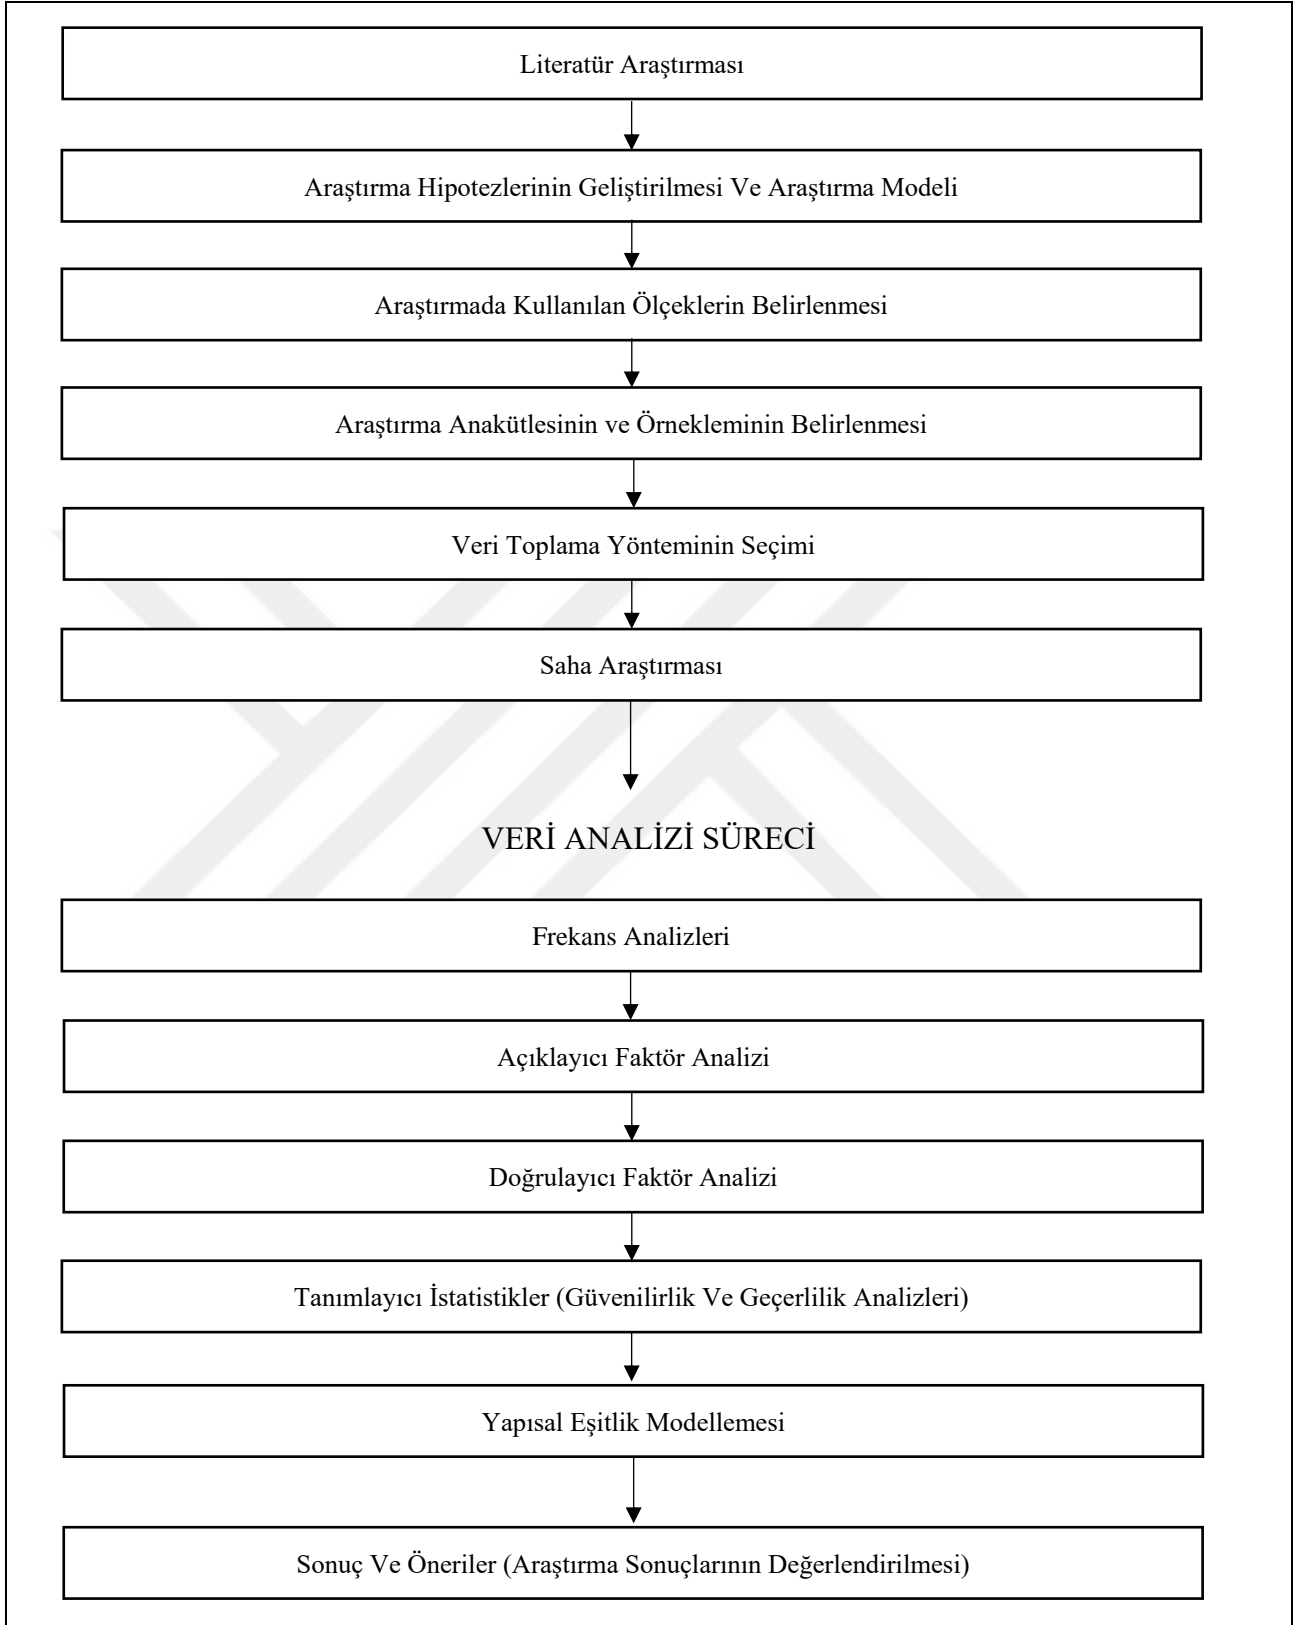 Literatür Araştırması
Araştırma Hipotezlerinin Geliştirilmesi Ve Araştırma Modeli
Araştırmada Kullanılan Ölçeklerin Belirlenmesi
Araştırma Anakütlesinin ve Örnekleminin Belirlenmesi
Veri Toplama Yönteminin Seçimi
Saha Araştırması
VERİ ANALİZİ SÜRECİ
Frekans Analizleri
Açıklayıcı Faktör Analizi
Doğrulayıcı Faktör Analizi
Tanımlayıcı İstatistikler (Güvenilirlik Ve Geçerlilik Analizleri)
Yapısal Eşitlik Modellemesi
Sonuç Ve Öneriler (Araştırma Sonuçlarının Değerlendirilmesi)